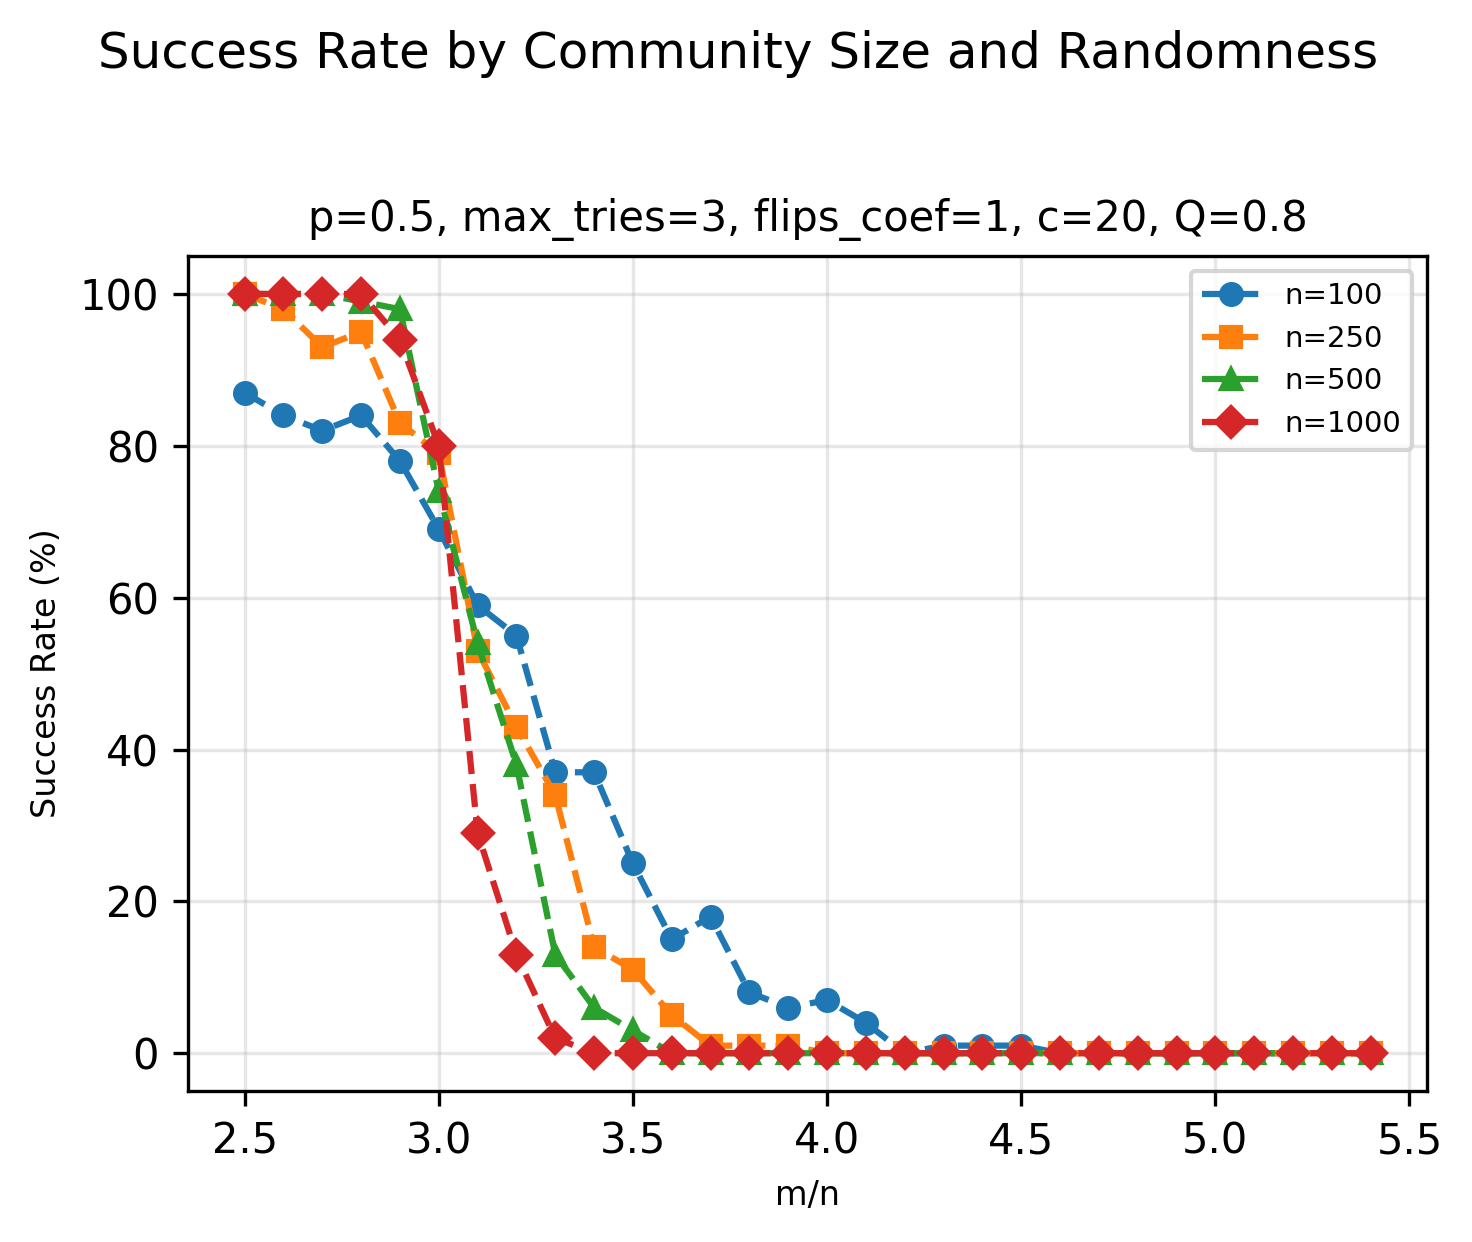 Success Rate by Community Size and Randomness
p=0.5, max_tries=3, flips_coef=1, c=20, Q=0.8
100
80
60
40
20
0
Success Rate (%)
n=100
n=250
n=500
n=1000
2.5 3.0 3.5 4.0 4.5 5.0 5.5
m/n